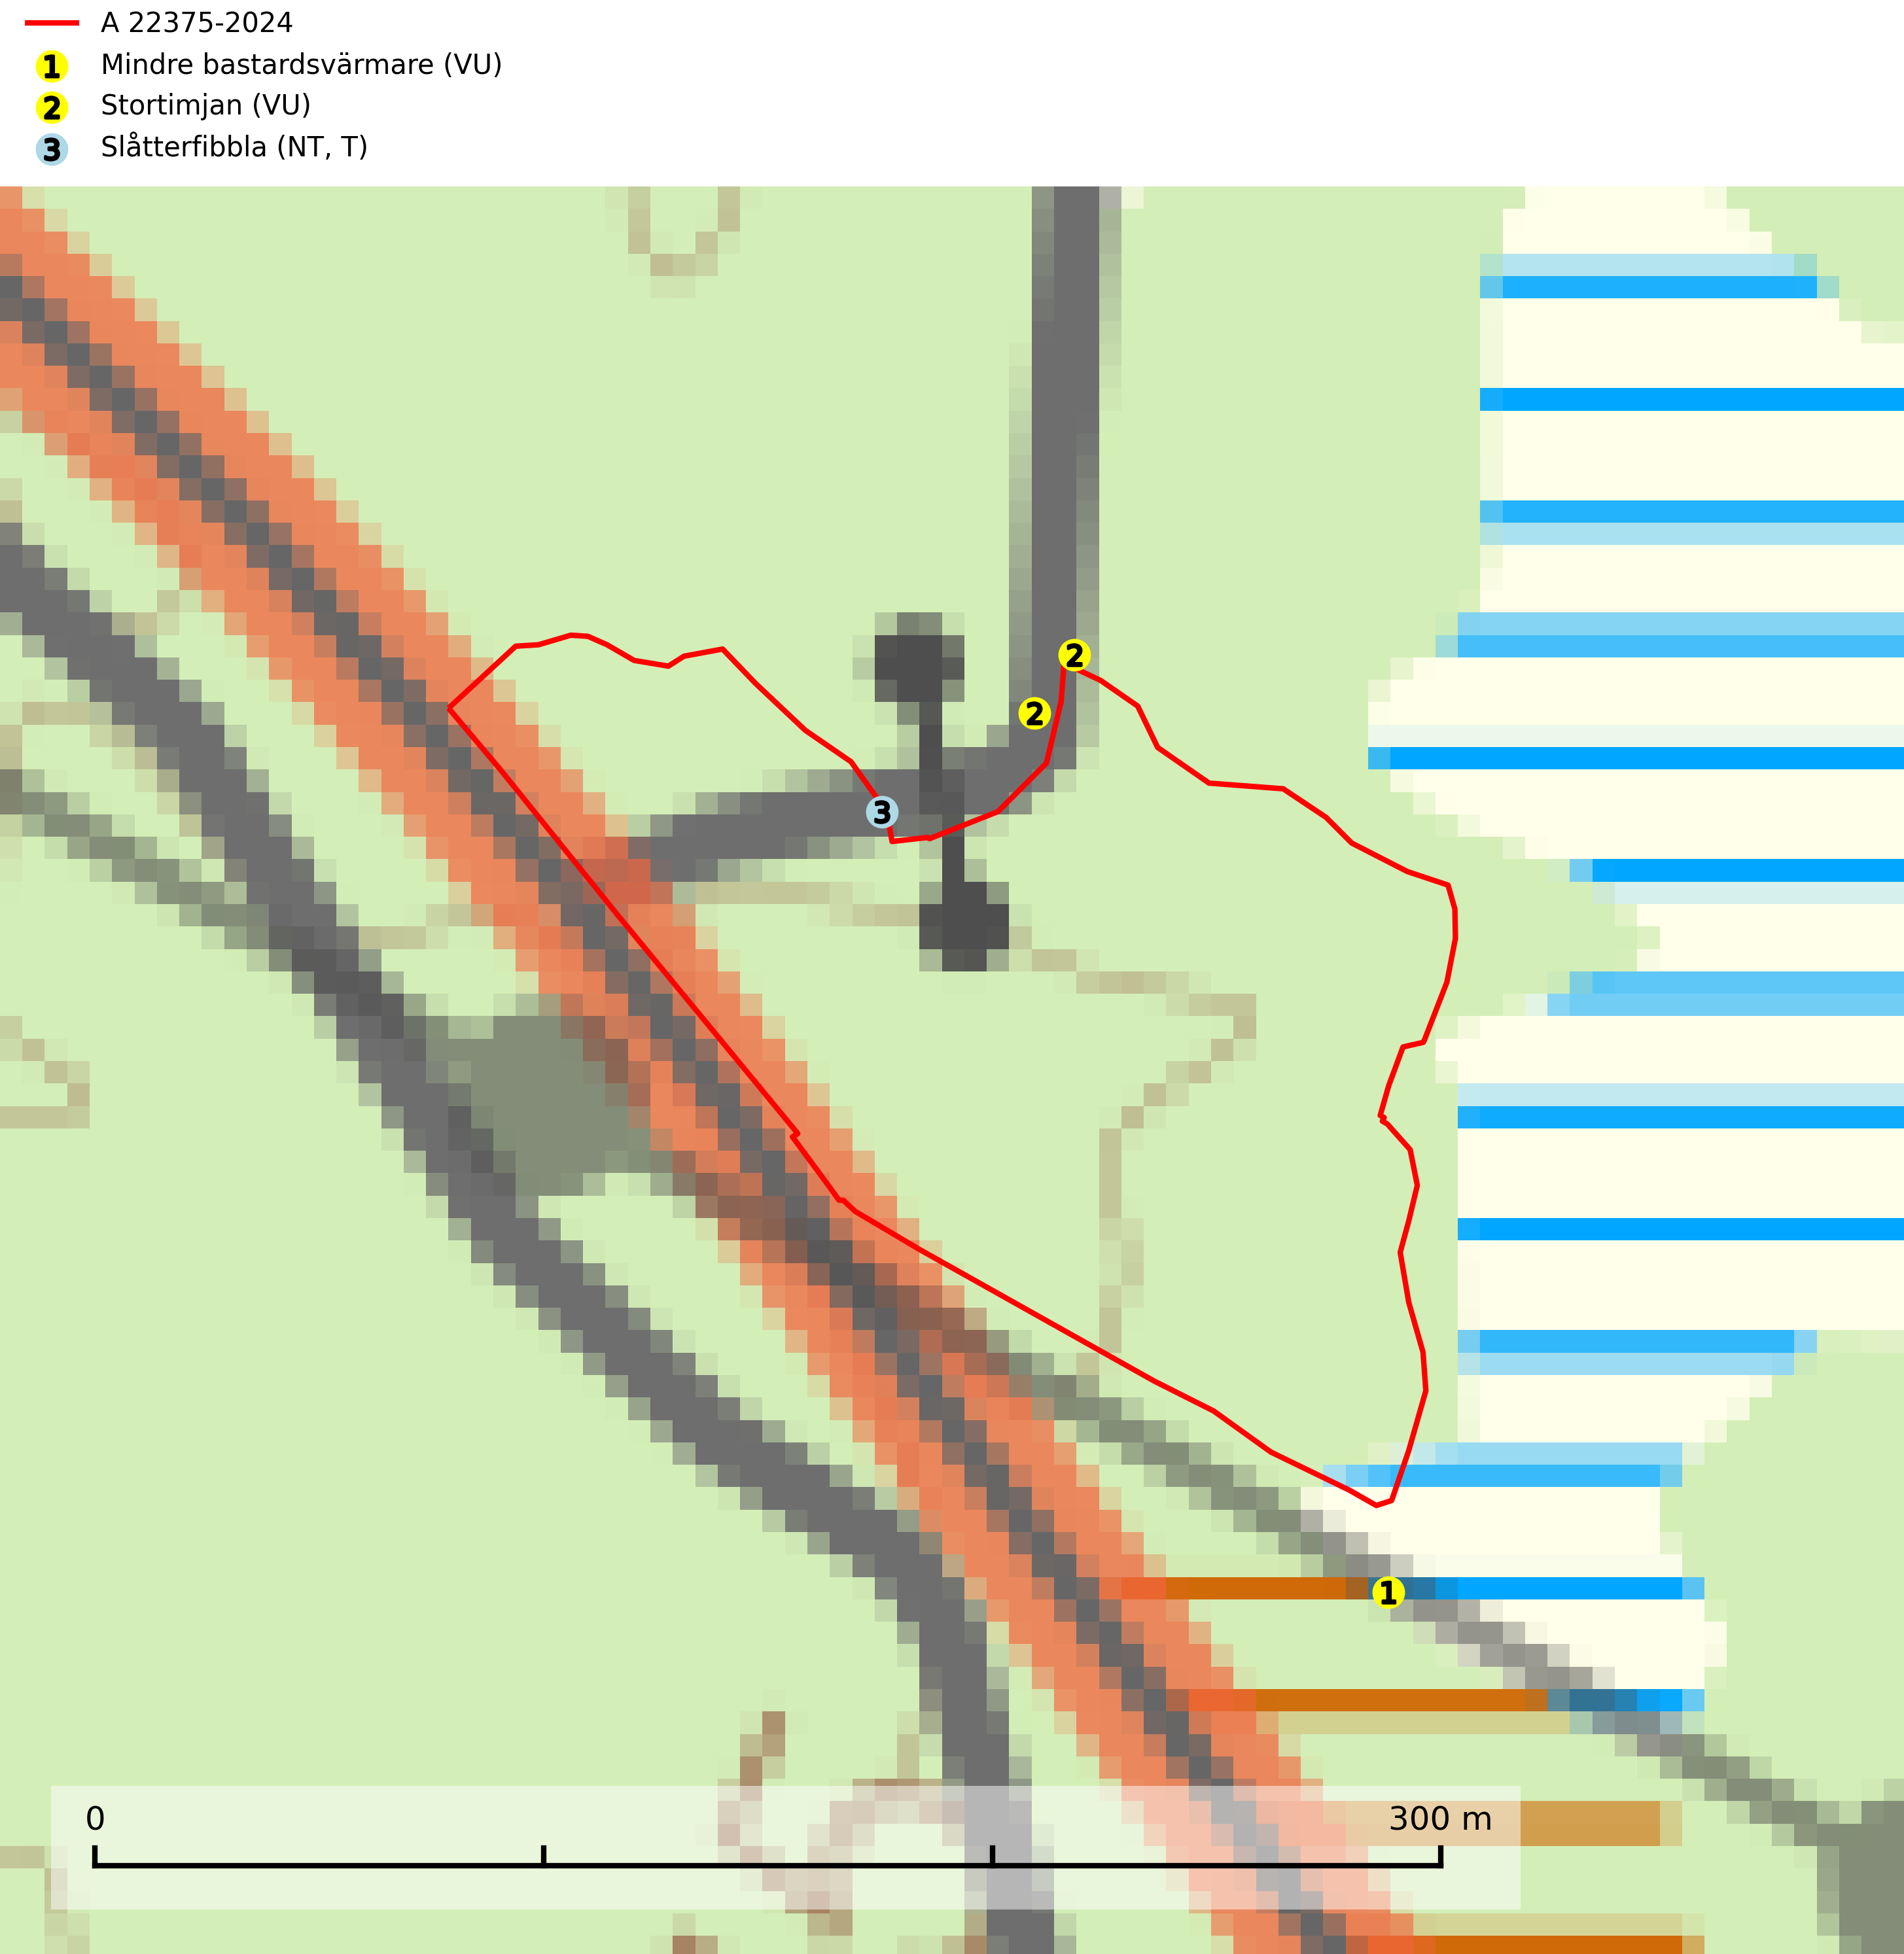 A 22375-2024
1 Mindre bastardsvärmare (VU)
2 Stortimjan (VU)
3 Slåtterfibbla (NT, T)
2
2
3
1
0 300 m